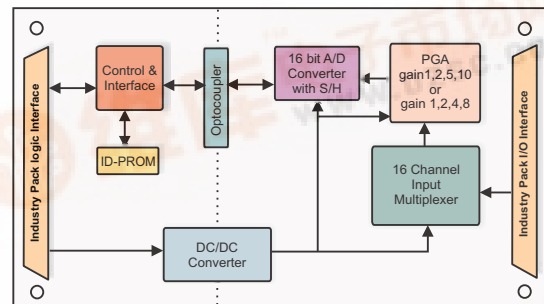 Industry Pack logic Interface
Control &
Interface
ID-PROM
Optocoupler
16 bit A/D
Converter
with S/H
PGA
gain1,2,5,10
or
gain 1,2,4,8
16 Channel
Input
Multiplexer
DC/DC
Converter
Industry Pack I/O Interface